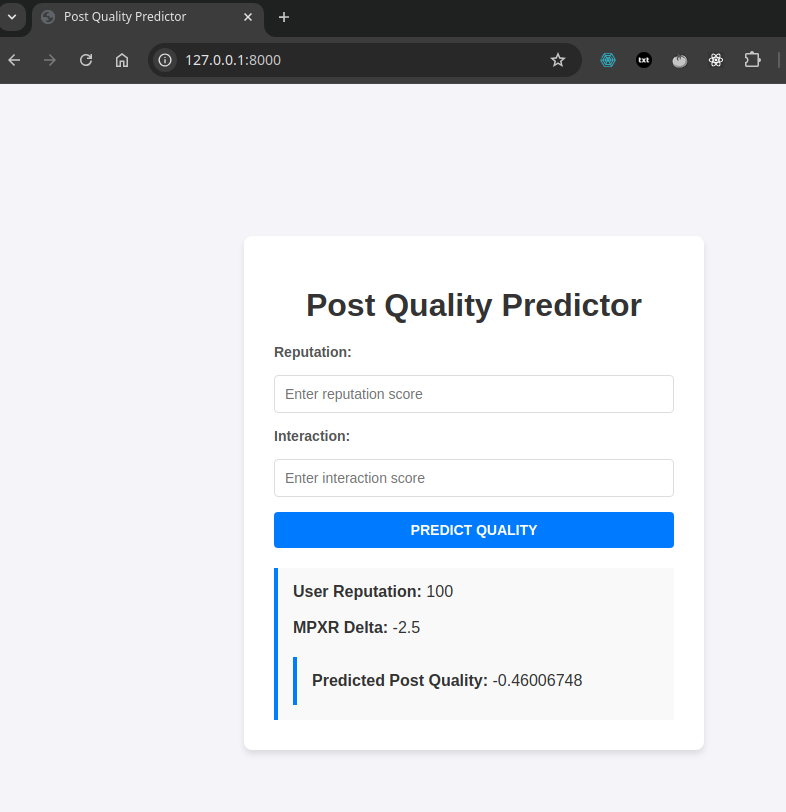 Post Quality Predictor
127.0.0.1:8000
txt
Post Quality Predictor
Reputation:
Enter reputation score
Interaction:
Enter interaction score
PREDICT QUALITY
User Reputation: 100
MPXR Delta: -2.5
Predicted Post Quality: -0.46006748